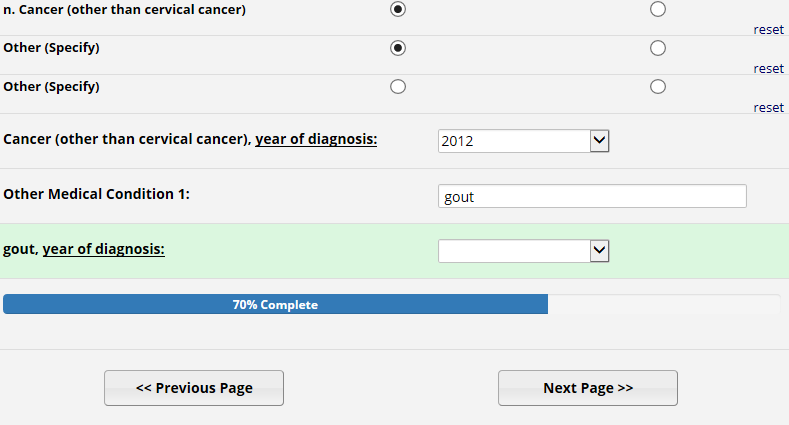 n. Cancer (other than cervical cancer)
reset
Other (Specify)
reset
Other (Specify)
reset
Cancer (other than cervical cancer), year of diagnosis:
2012
Other Medical Condition 1:
gout
gout, year of diagnosis:
70% Complete
<< Previous Page
Next Page >>